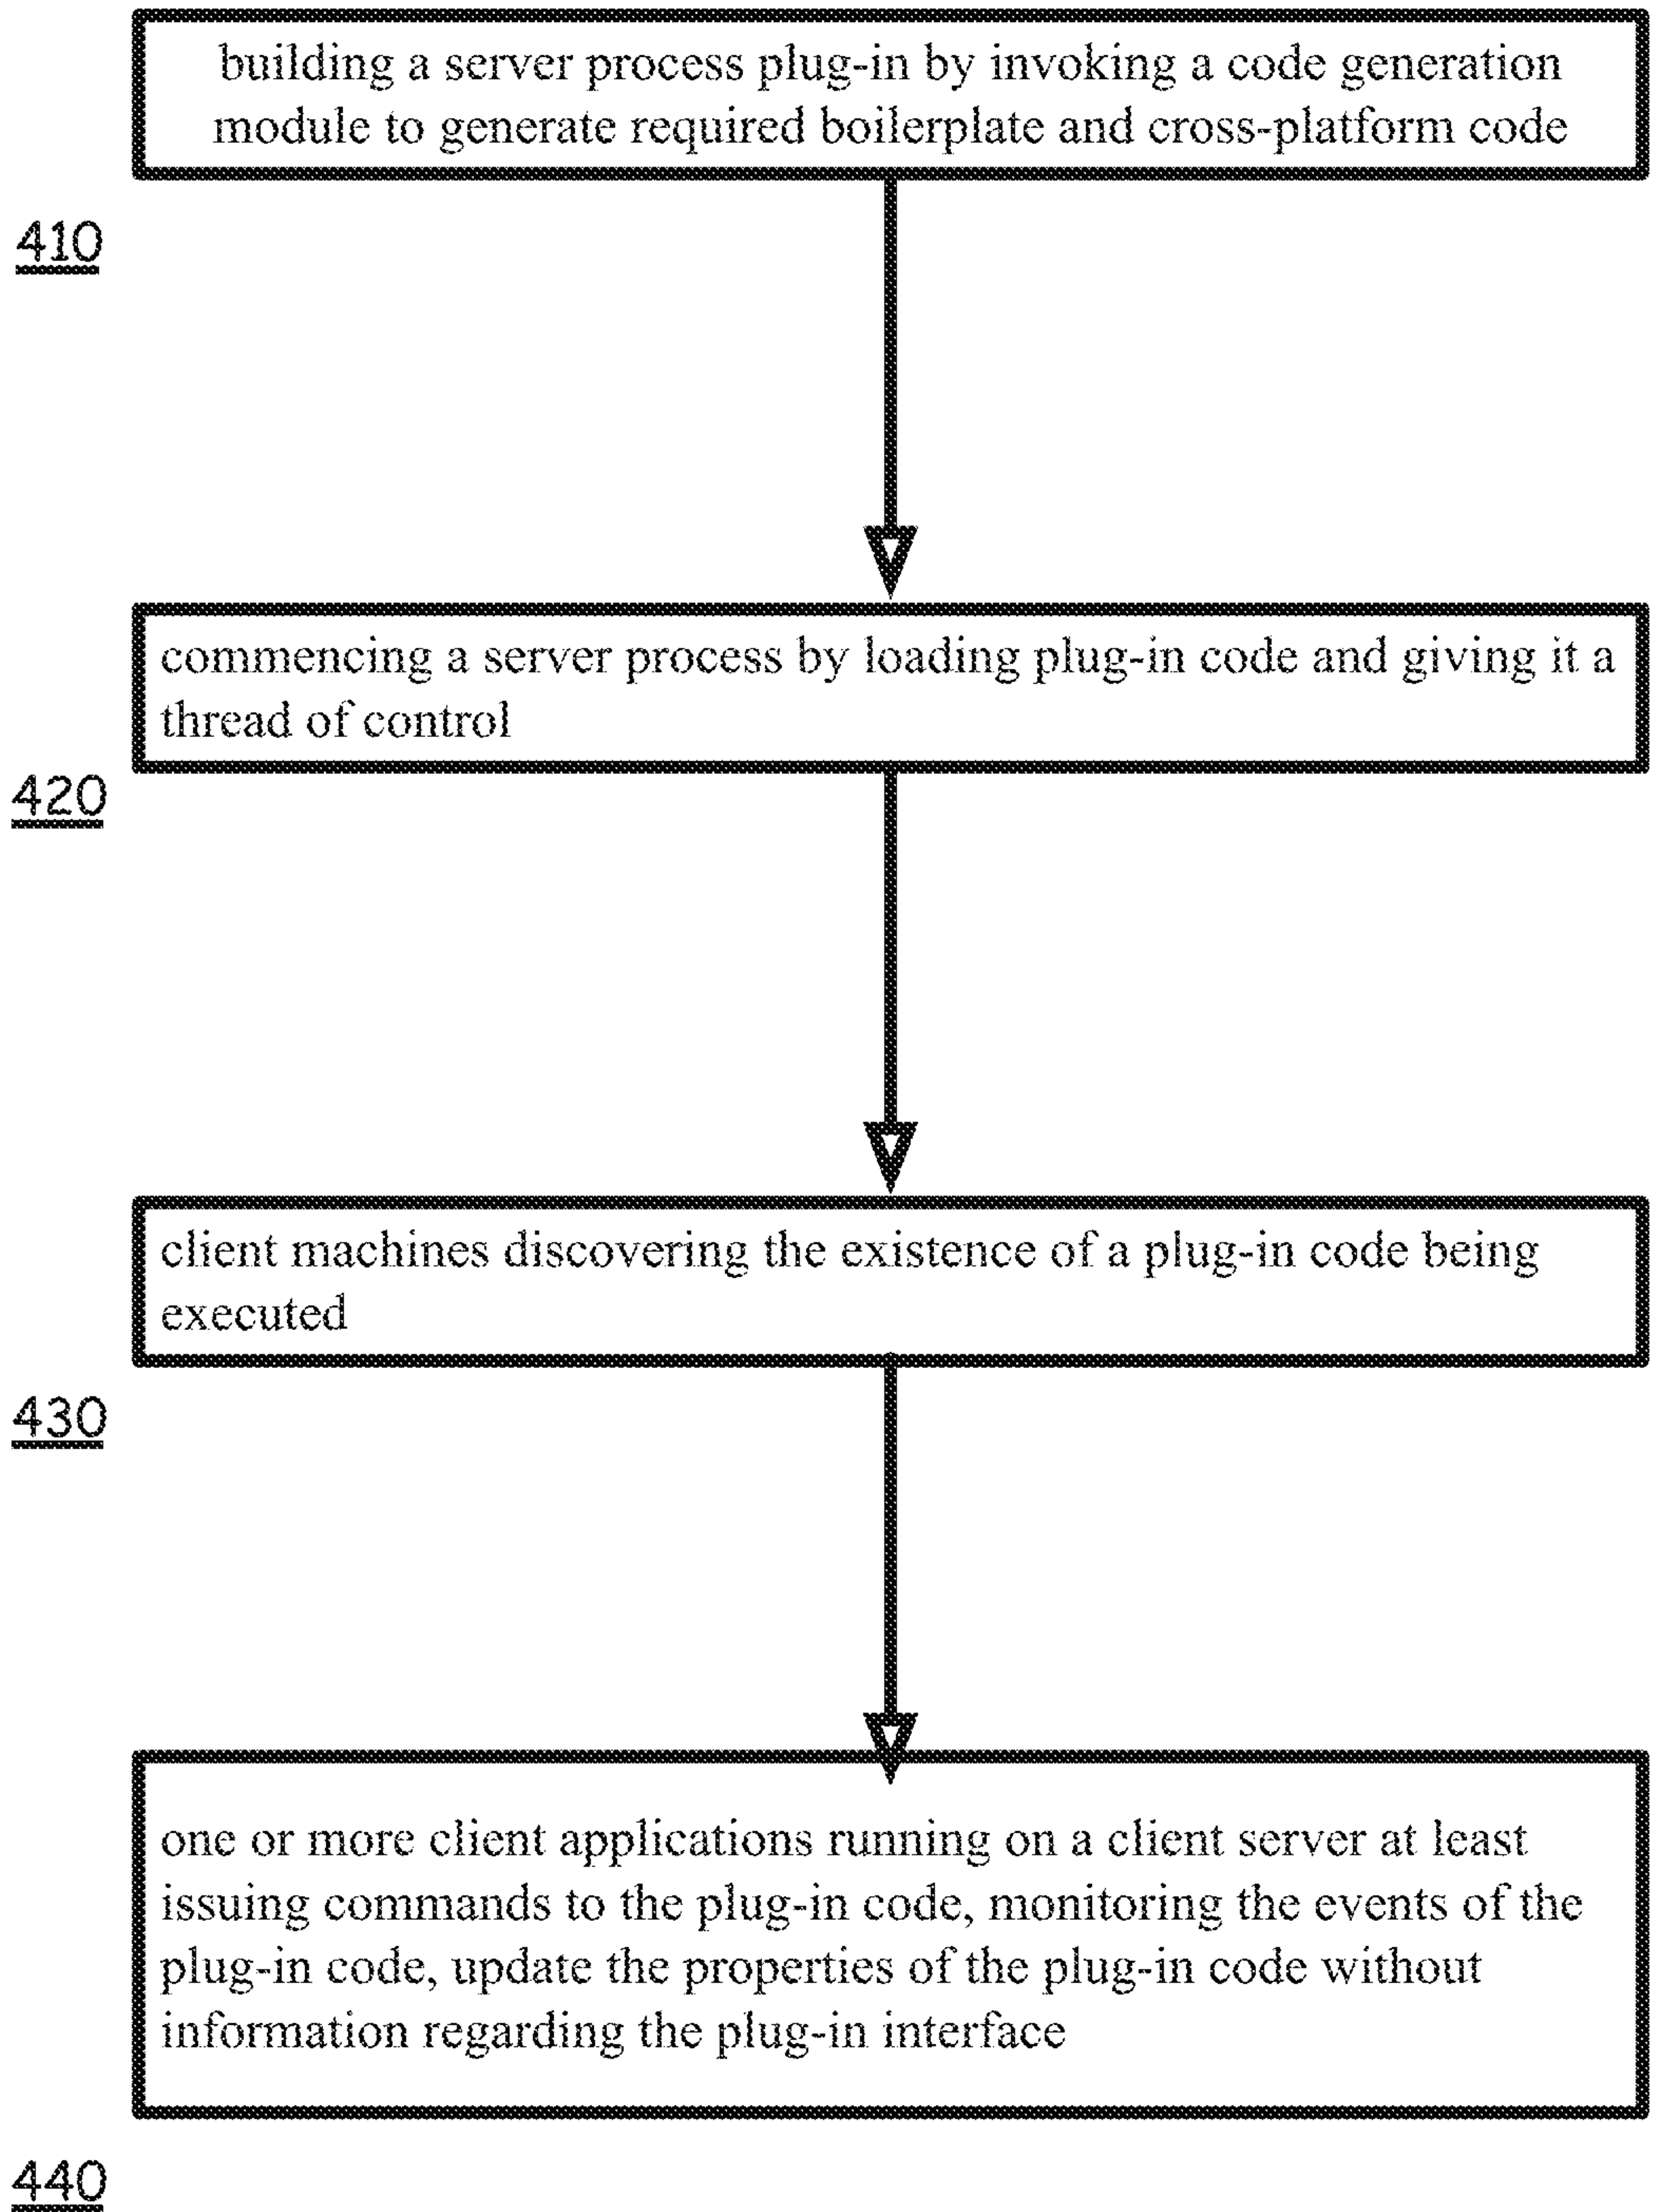 building a server process plug-in by invoking a code generation
module to generate required boilerplate and cross-platform code
410
commencing a server process by loading plug-in code and giving it a
thread of control
420
client machines discovering the existence of a plug-in code being
executed
430
one or more client applications running on a client server at least
issuing commands to the plug-in code, monitoring the events of the
plug-in code, update the properties of the plug-in code without
information regarding the plug-in interface
440